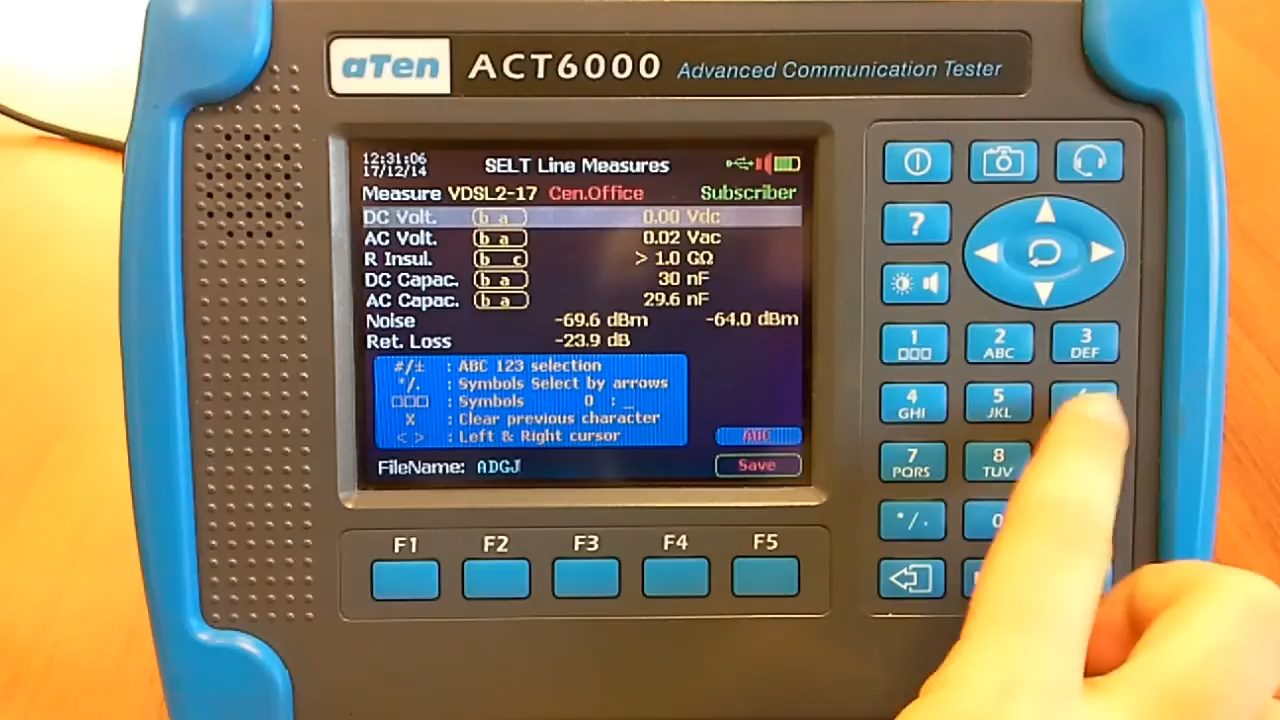 aTen ACT6000 Advanced Communication Tester
12:31:06
17/12/14
SELT Line Measures
Measure VDSL2-17 Cen.Office Subscriber
DC Volt. b a 0.00 Vdc
AC Volt. b a 0.02 Vac
R Insul. b c > 1.0 GΩ
DC Capac. b a 30 nF
AC Capac. b a 29.6 nF
Noise -69.6 dBm -64.0 dBm
Ret. Loss -23.9 dB
#/± : ABC 123 selection
*/. : Symbols Select by arrows
□□□ : Symbols 0 : _
X : Clear previous character
< > : Left & Right cursor
ABC
FileName: ADGJ Save
F1 F2 F3 F4 F5
?
1 2 ABC 3 DEF
4 GHI 5 JKL
7 PQRS 8 TUV
*/. 0